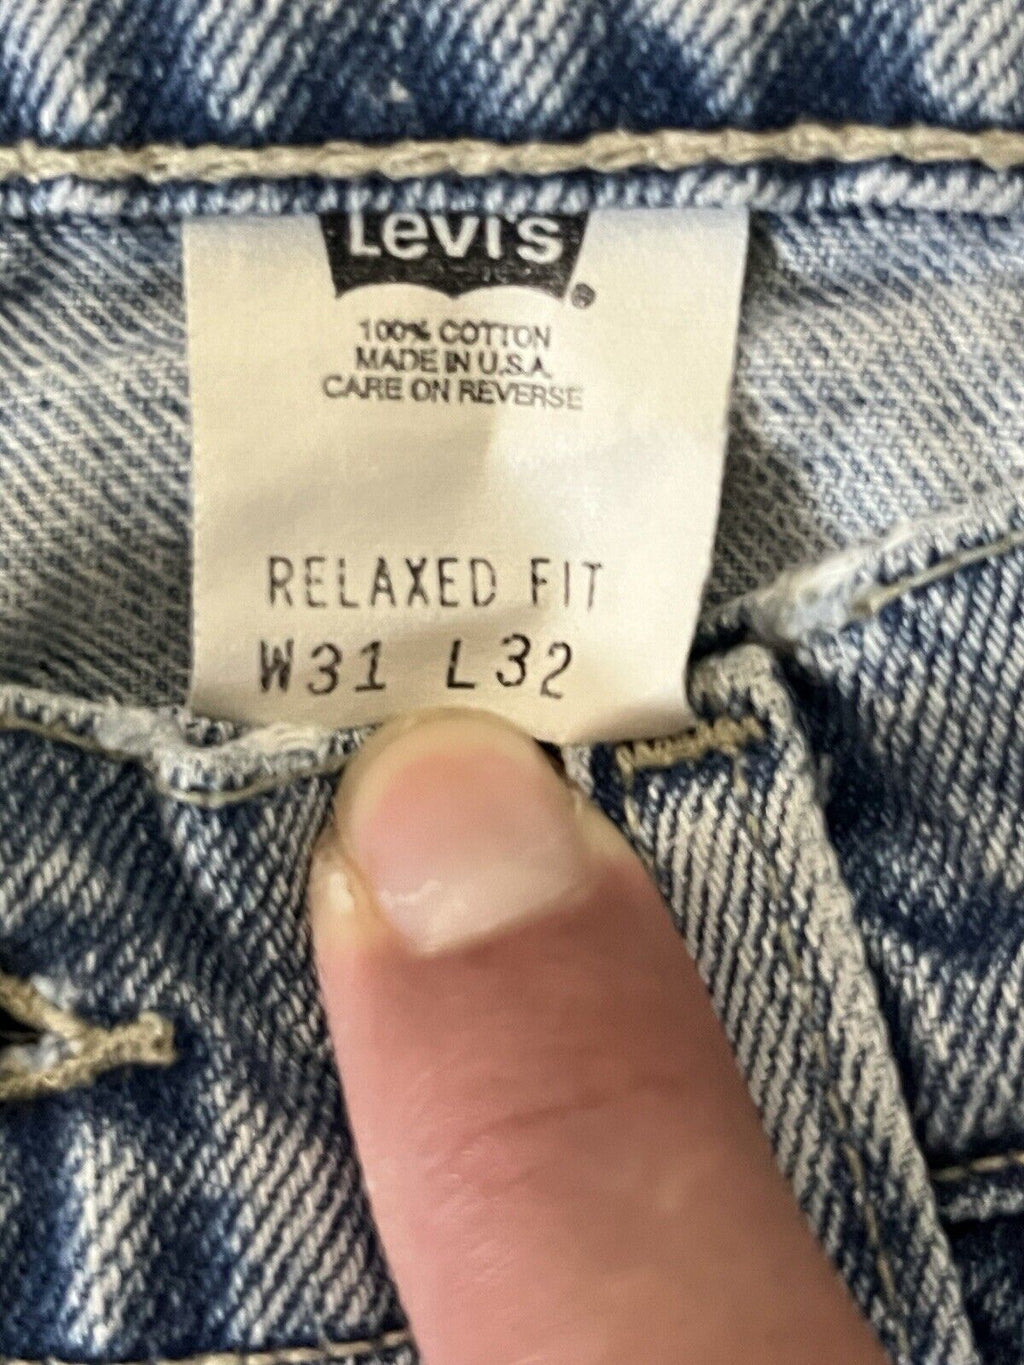 Levi's
®
100% COTTON
MADE IN U.S.A.
CARE ON REVERSE
RELAXED FIT
W31 L32